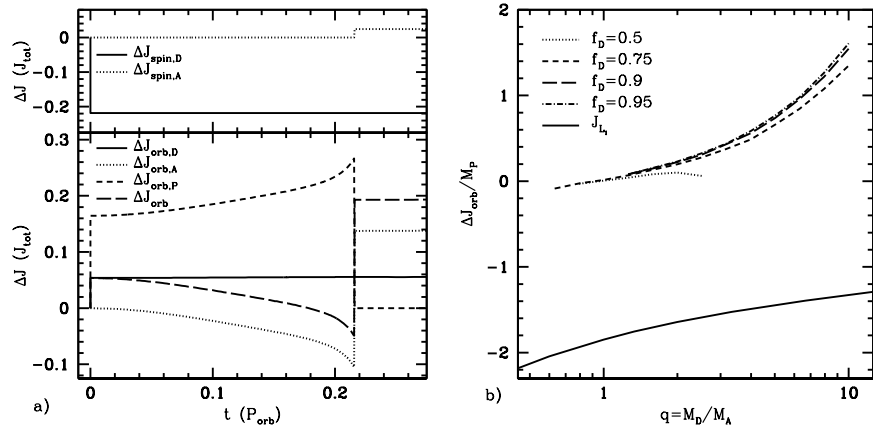 0
−0.1
−0.2
ΔJ (J_tot)
ΔJ_spin,D
ΔJ_spin,A
0.3
0.2
0.1
0
−0.1
ΔJ (J_tot)
ΔJ_orb,D
ΔJ_orb,A
ΔJ_orb,P
ΔJ_orb
0
0.1
0.2
a)
t (P_orb)
2
1
0
−1
−2
ΔJ_orb/M_P
f_D=0.5
f_D=0.75
f_D=0.9
f_D=0.95
J_L₁
1
10
b)
q=M_D/M_A